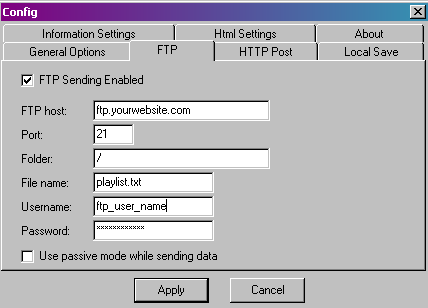 Config
Information Settings Html Settings About
General Options FTP HTTP Post Local Save
FTP Sending Enabled
FTP host: ftp.yourwebsite.com
Port: 21
Folder: /
File name: playlist.txt
Username: ftp_user_name
Password: ************
Use passive mode while sending data
Apply Cancel